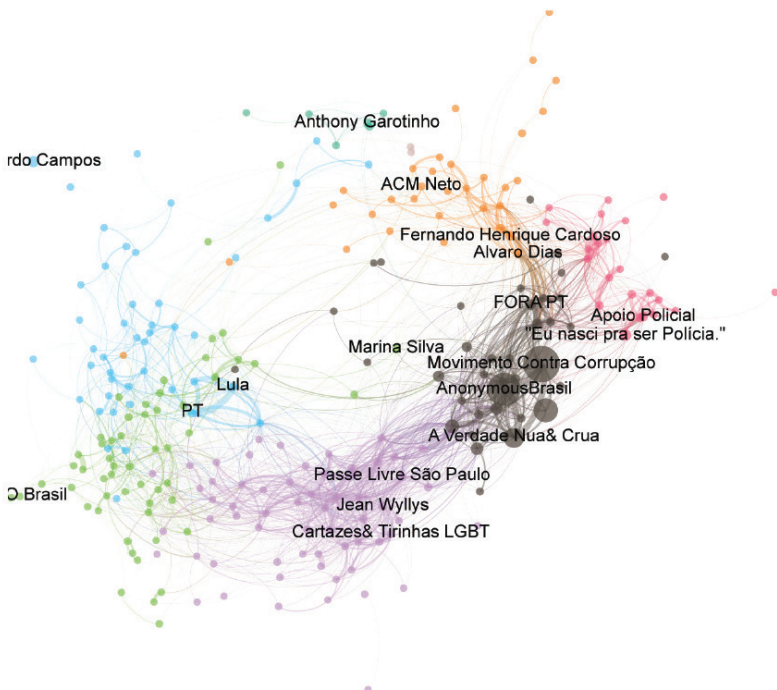 Anthony Garotinho
rdo Campos
ACM Neto
Fernando Henrique Cardoso
Alvaro Dias
FORA PT
Apoio Policial
"Eu nasci pra ser Polícia."
Marina Silva
Movimento Contra Corrupção
Lula
AnonymousBrasil
PT
A Verdade Nua& Crua
Passe Livre São Paulo
O Brasil
Jean Wyllys
Cartazes& Tirinhas LGBT